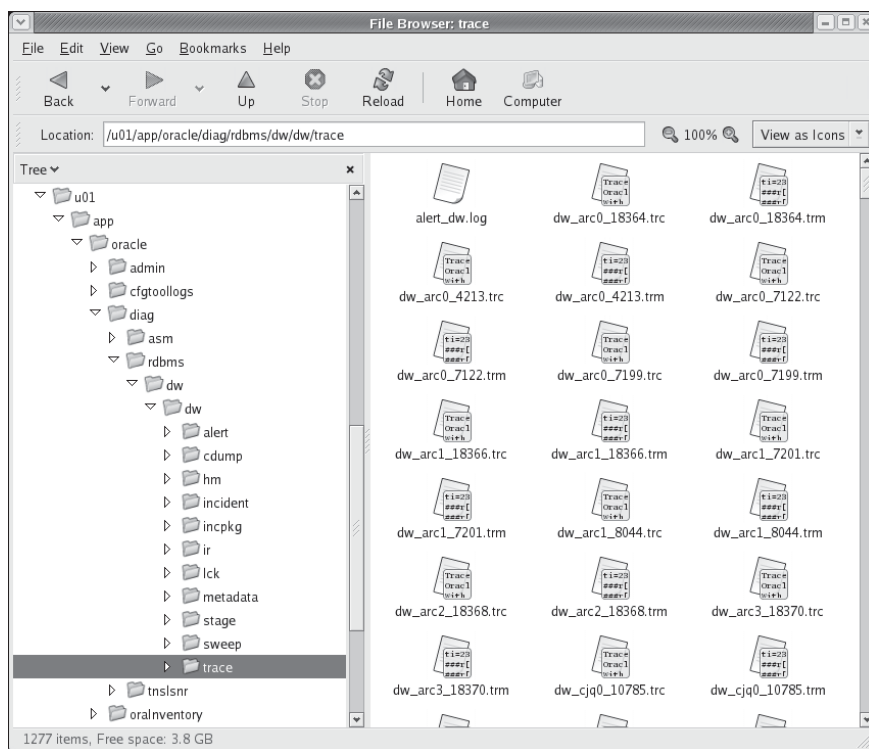 File Browser: trace
File Edit View Go Bookmarks Help
Back Forward Up Stop Reload Home Computer
Location: /u01/app/oracle/diag/rdbms/dw/dw/trace 100% View as Icons
Tree
u01
app
oracle
admin
cfgtoollogs
diag
asm
rdbms
dw
dw
alert
cdump
hm
incident
incpkg
ir
lck
metadata
stage
sweep
trace
tnslsnr
oraInventory
alert_dw.log dw_arc0_18364.trc dw_arc0_18364.trm
dw_arc0_4213.trc dw_arc0_4213.trm dw_arc0_7122.trc
dw_arc0_7122.trm dw_arc0_7199.trc dw_arc0_7199.trm
dw_arc1_18366.trc dw_arc1_18366.trm dw_arc1_7201.trc
dw_arc1_7201.trm dw_arc1_8044.trc dw_arc1_8044.trm
dw_arc2_18368.trc dw_arc2_18368.trm dw_arc3_18370.trc
dw_arc3_18370.trm dw_cjq0_10785.trc dw_cjq0_10785.trm
1277 items, Free space: 3.8 GB